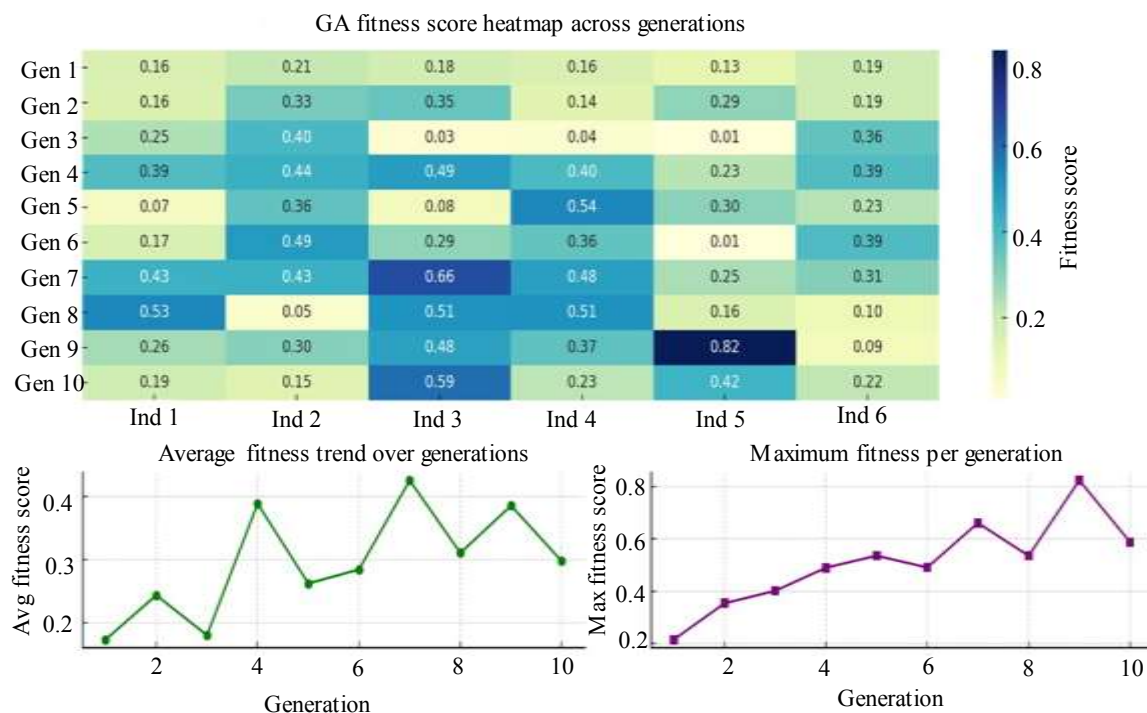 GA fitness score heatmap across generations
Gen 1 0.16 0.21 0.18 0.16 0.13 0.19
Gen 2 0.16 0.33 0.35 0.14 0.29 0.19
Gen 3 0.25 0.40 0.03 0.04 0.01 0.36
Gen 4 0.39 0.44 0.49 0.40 0.23 0.39
Gen 5 0.07 0.36 0.08 0.54 0.30 0.23
Gen 6 0.17 0.49 0.29 0.36 0.01 0.39
Gen 7 0.43 0.43 0.66 0.48 0.25 0.31
Gen 8 0.53 0.05 0.51 0.51 0.16 0.10
Gen 9 0.26 0.30 0.48 0.37 0.82 0.09
Gen 10 0.19 0.15 0.59 0.23 0.42 0.22
Ind 1 Ind 2 Ind 3 Ind 4 Ind 5 Ind 6
0.8
0.6
0.4
0.2
Fitness score
Average fitness trend over generations
Avg fitness score
0.4
0.3
0.2
2 4 6 8 10
Generation
Maximum fitness per generation
Max fitness score
0.8
0.6
0.4
0.2
2 4 6 8 10
Generation